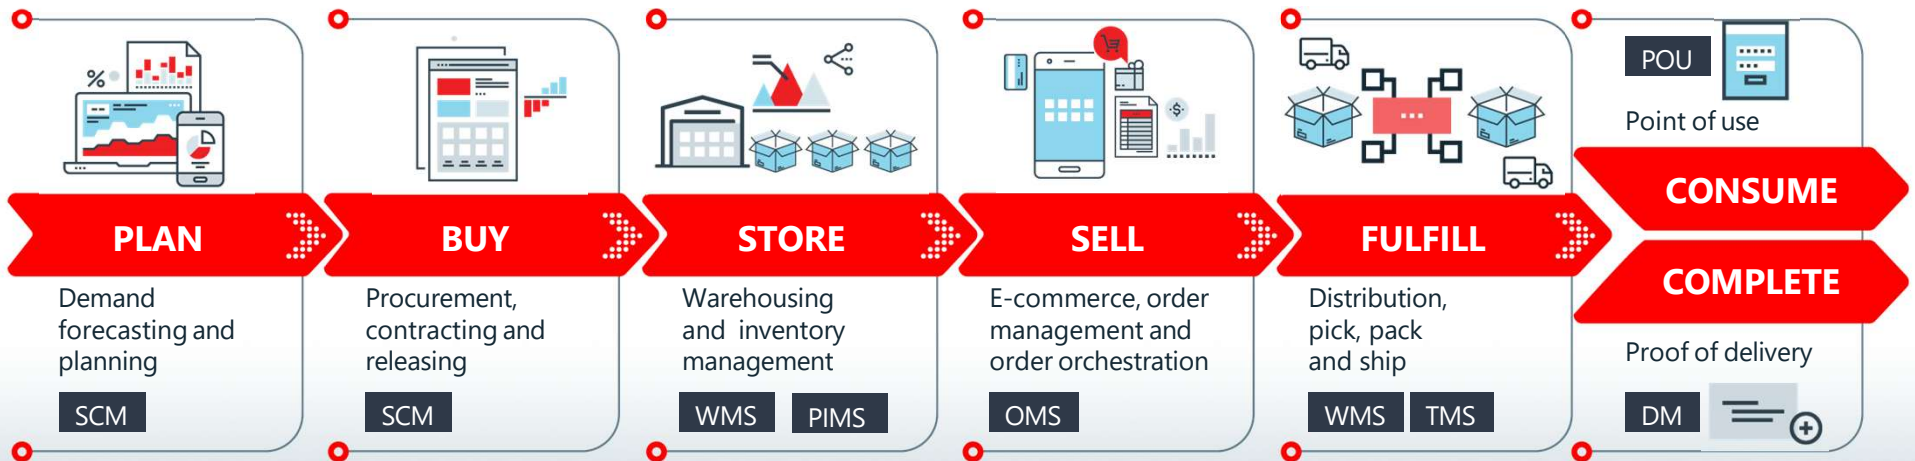 PLAN
Demand
forecasting and
planning
SCM
BUY
Procurement,
contracting and
releasing
SCM
STORE
Warehousing
and inventory
management
WMS PIMS
SELL
E-commerce, order
management and
order orchestration
OMS
FULFILL
Distribution,
pick, pack
and ship
WMS TMS
POU
Point of use
CONSUME
COMPLETE
Proof of delivery
DM